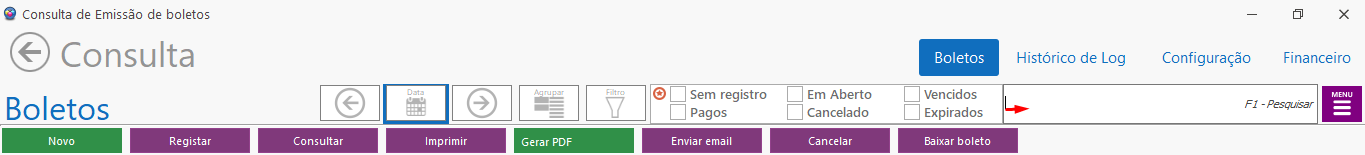 Consulta de Emissão de boletos
Consulta
Boletos Histórico de Log Configuração Financeiro
Boletos
Data
Agrupar
Filtro
Sem registro Em Aberto Vencidos
Pagos Cancelado Expirados
F1 - Pesquisar
MENU
Novo Registar Consultar Imprimir Gerar PDF Enviar email Cancelar Baixar boleto